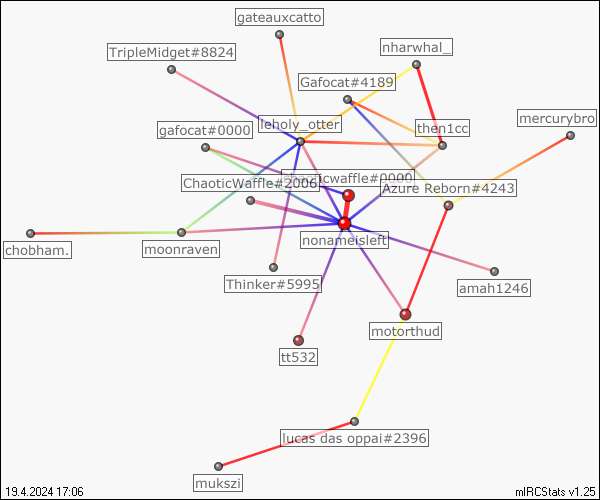 gateauxcatto
TripleMidget#8824
nharwhal_
Gafocat#4189
mercurybro
leholy_otter
then1cc
gafocat#0000
chaoticwaffle#0000
ChaoticWaffle#2006
Azure Reborn#4243
nonameisleft
chobham.
moonraven
Thinker#5995
amah1246
motorthud
tt532
lucas das oppai#2396
mukszi
19.4.2024 17:06
mIRCStats v1.25